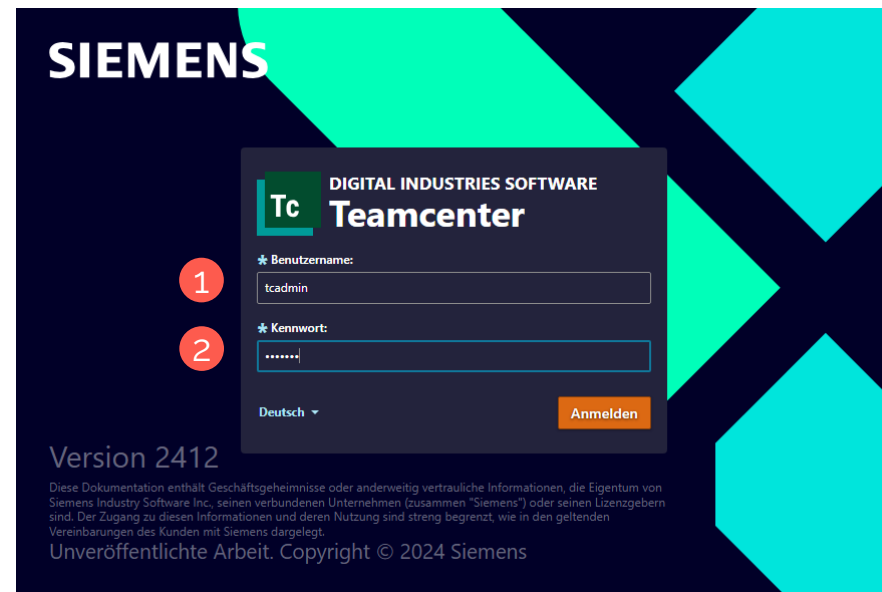 SIEMENS
DIGITAL INDUSTRIES SOFTWARE
Tc
Teamcenter
* Benutzername:
1
tcadmin
* Kennwort:
2
•••••••
Deutsch
Anmelden
Version 2412
Diese Dokumentation enthält Geschäftsgeheimnisse oder anderweitig vertrauliche Informationen, die Eigentum von
Siemens Industry Software Inc., seinen verbundenen Unternehmen (zusammen "Siemens") oder seinen Lizenzgebern
sind. Der Zugang zu diesen Informationen und deren Nutzung sind streng begrenzt, wie in den geltenden
Vereinbarungen des Kunden mit Siemens dargelegt.
Unveröffentlichte Arbeit. Copyright © 2024 Siemens